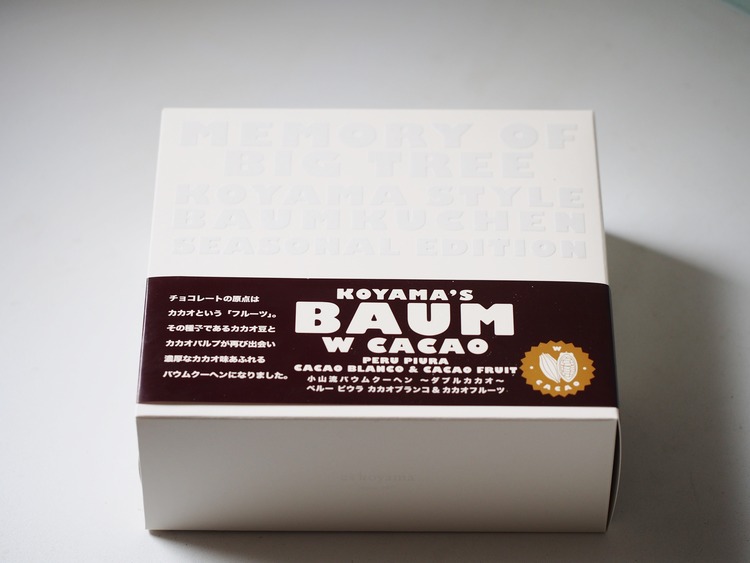 MEMORY OF
BIG TREE
KOYAMA STYLE
BAUMKUCHEN
SEASONAL EDITION
チョコレートの原点は
カカオという「フルーツ」。
その種子であるカカオ豆と
カカオパルプが再び出会い
濃厚なカカオ味あふれる
バウムクーヘンになりました。
KOYAMA'S
BAUM
W CACAO
PERU PIURA
CACAO BLANCO & CACAO FRUIT
小山流バウムクーヘン 〜ダブルカカオ〜
ペルー ピウラ カカオブランコ&カカオフルーツ
W
CACAO